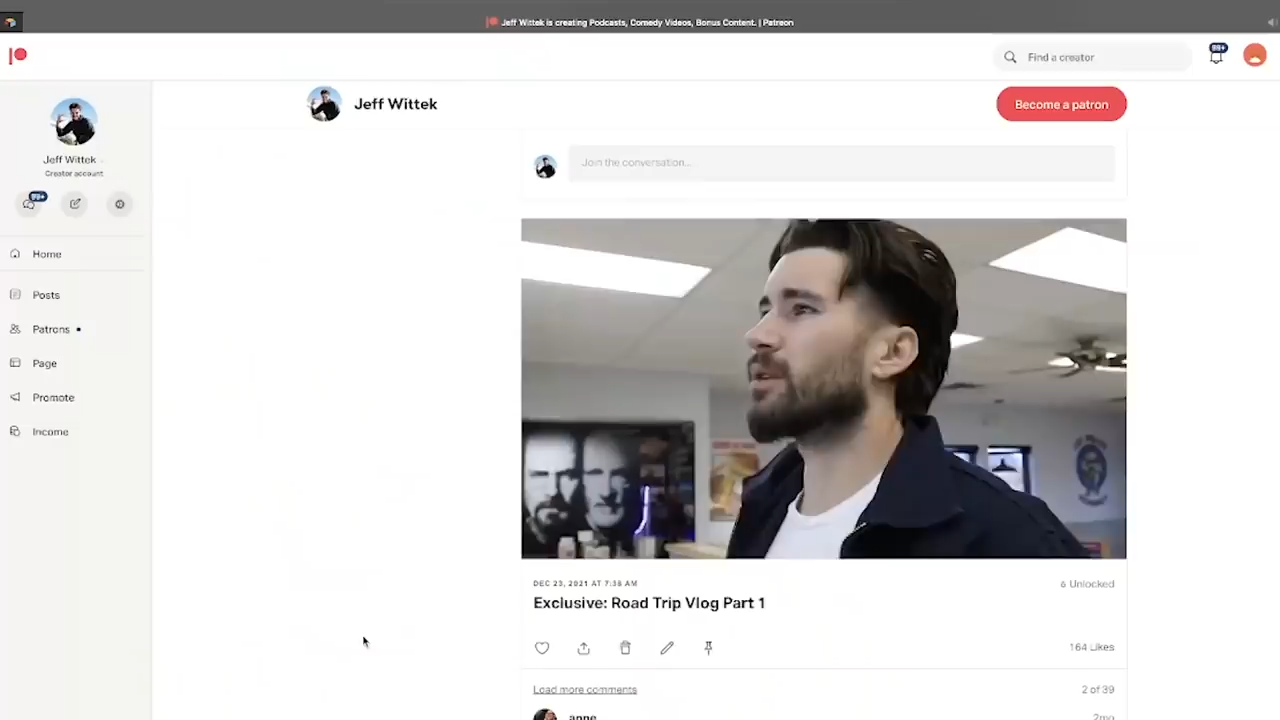 Jeff Wittek is creating Podcasts, Comedy Videos, Bonus Content. | Patreon
Find a creator
99+
Jeff Wittek
Become a patron
Jeff Wittek
Creator account
99+
Home
Posts
Patrons
Page
Promote
Income
Join the conversation...
DEC 23, 2021 AT 7:38 AM
Unlocked
Exclusive: Road Trip Vlog Part 1
164 Likes
Load more comments
2 of 39
anne
2mo